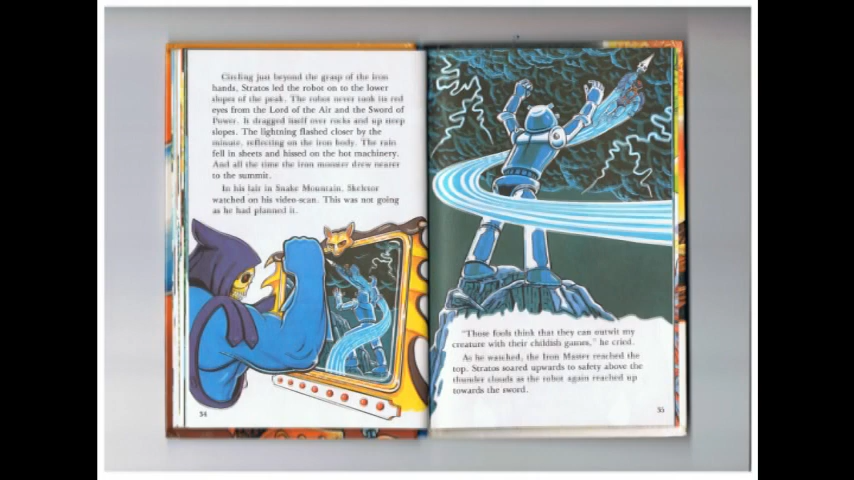 Circling just beyond the grasp of the iron
hands, Stratos led the robot on to the lower
slopes of the peak. The robot never took its red
eyes from the Lord of the Air and the Sword of
Power. It dragged itself over rocks and up steep
slopes. The lightning flashed closer by the
minute, reflecting on the iron body. The rain
fell in sheets and hissed on the hot machinery.
And all the time the iron monster drew nearer
to the summit.
In his lair in Snake Mountain, Skeletor
watched on his video-scan. This was not going
as he had planned it.
34
"Those fools think that they can outwit my
creature with their childish games," he cried.
As he watched, the Iron Master reached the
top. Stratos soared upwards to safety above the
thunder clouds as the robot again reached up
towards the sword.
35